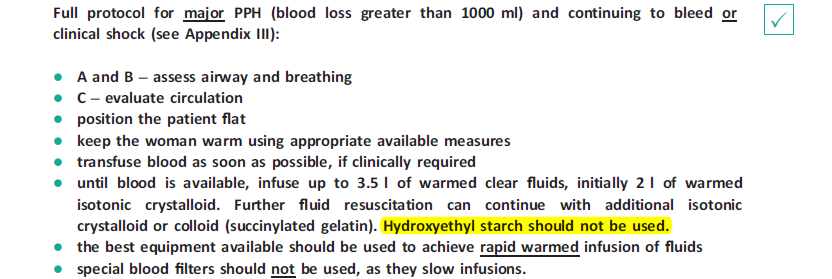 Full protocol for major PPH (blood loss greater than 1000 ml) and continuing to bleed or
clinical shock (see Appendix III):
● A and B – assess airway and breathing
● C – evaluate circulation
● position the patient flat
● keep the woman warm using appropriate available measures
● transfuse blood as soon as possible, if clinically required
● until blood is available, infuse up to 3.5 l of warmed clear fluids, initially 2 l of warmed
isotonic crystalloid. Further fluid resuscitation can continue with additional isotonic
crystalloid or colloid (succinylated gelatin). Hydroxyethyl starch should not be used.
● the best equipment available should be used to achieve rapid warmed infusion of fluids
● special blood filters should not be used, as they slow infusions.